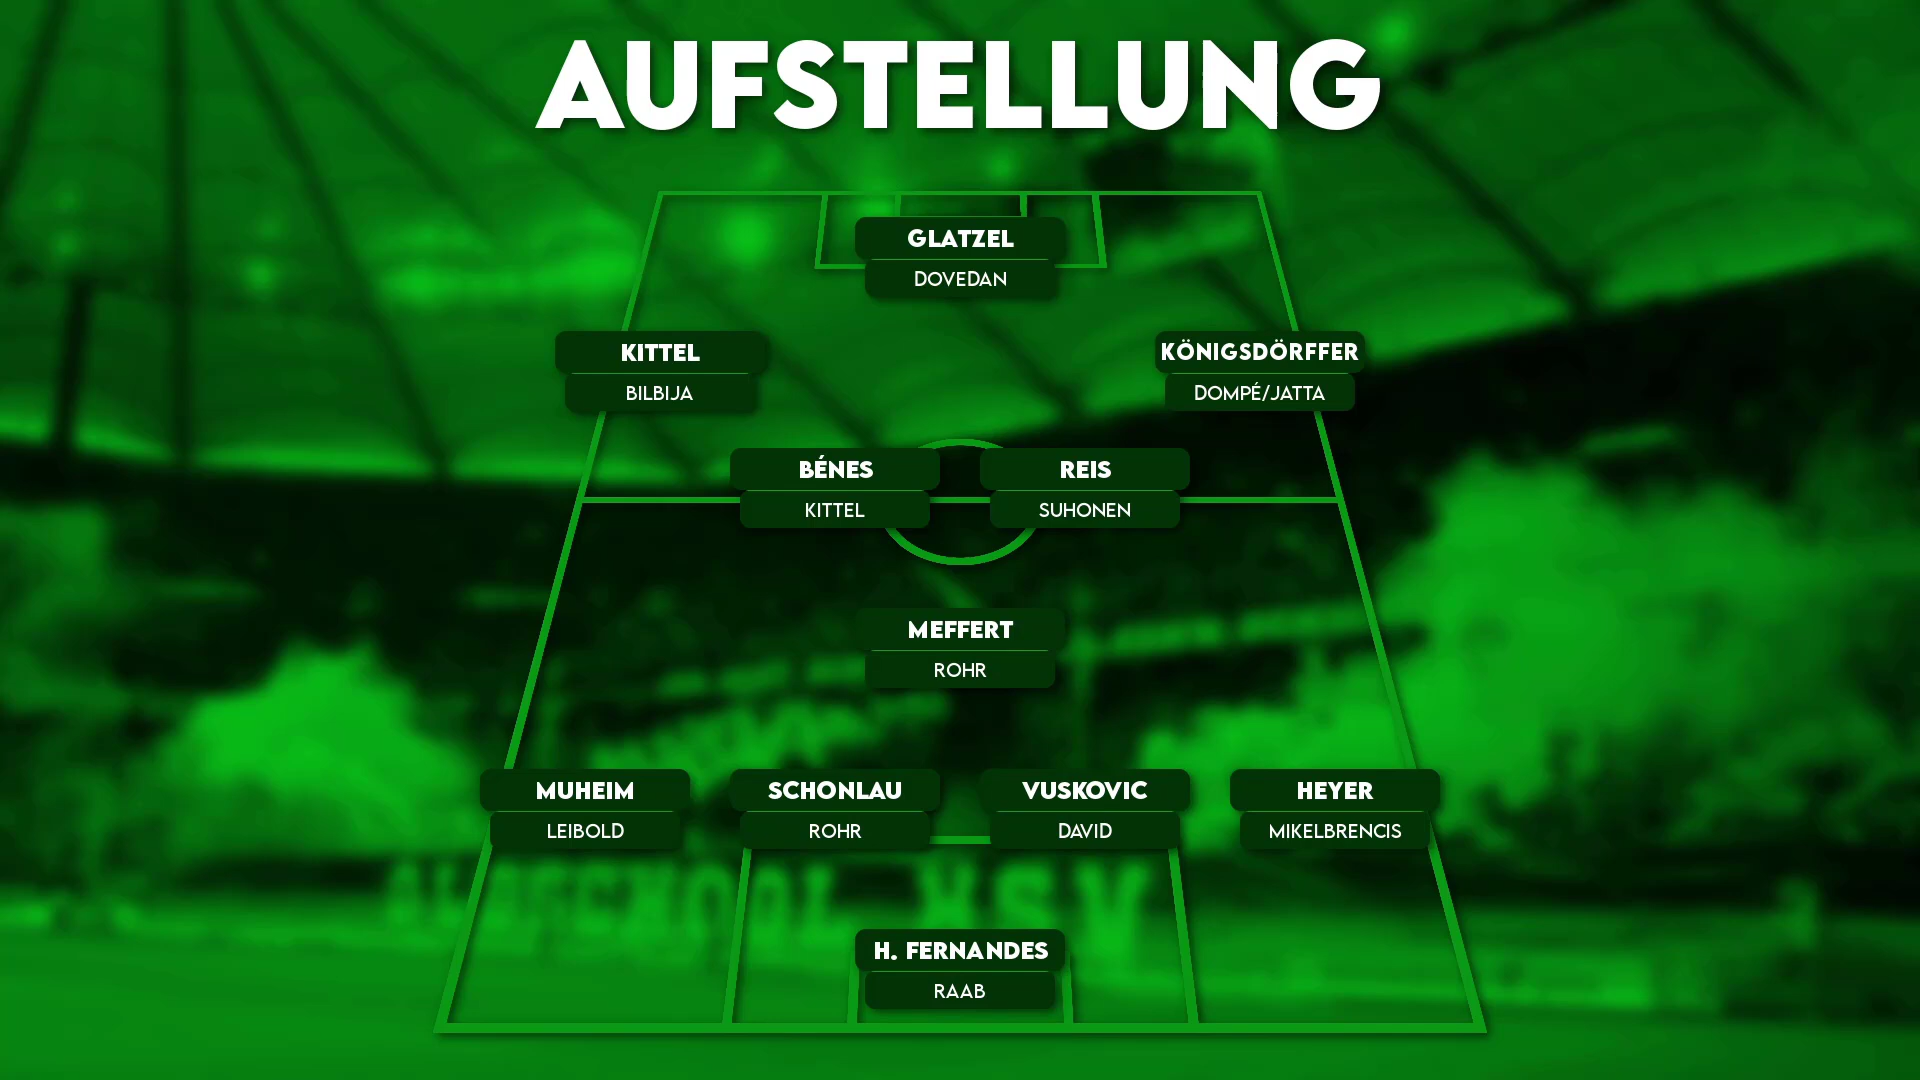 AUFSTELLUNG
GLATZEL
DOVEDAN
KITTEL
BILBIJA
KÖNIGSDÖRFFER
DOMPÉ/JATTA
BÉNES
KITTEL
REIS
SUHONEN
MEFFERT
ROHR
MUHEIM
LEIBOLD
SCHONLAU
ROHR
VUSKOVIC
DAVID
HEYER
MIKELBRENCIS
HSV
H. FERNANDES
RAAB